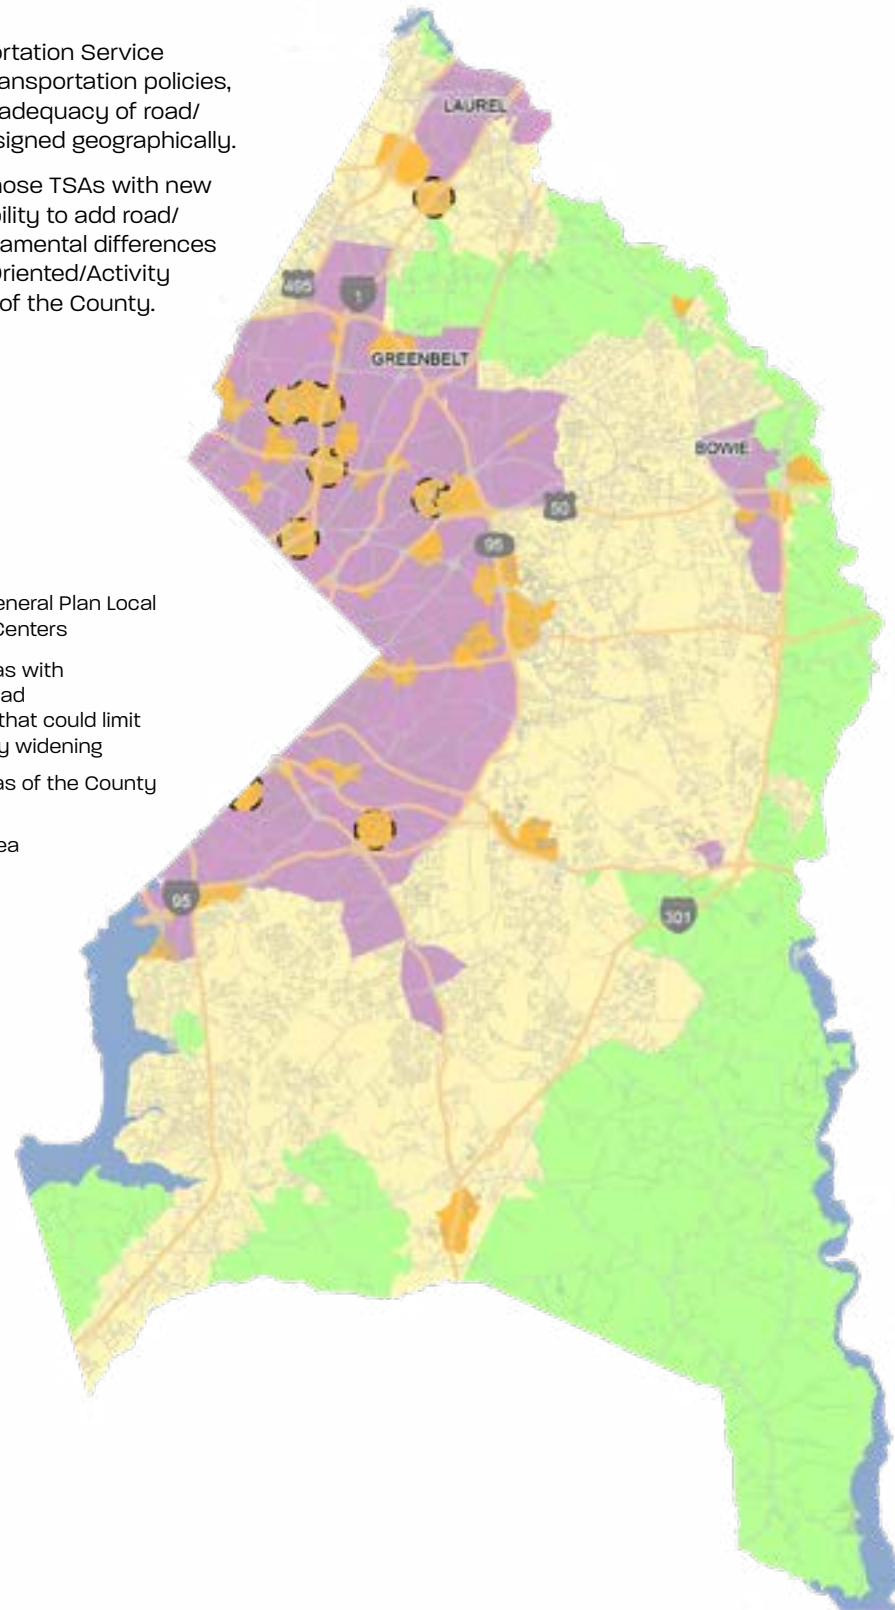 ortation Service
ransportation policies,
adequacy of road/
signed geographically.
hose TSAs with new
bility to add road/
amental differences
Oriented/Activity
of the County.
LAUREL
495
1
GREENBELT
BOWIE
50
95
eneral Plan Local
Centers
as with
ad
that could limit
y widening
as of the County
ea
95
301